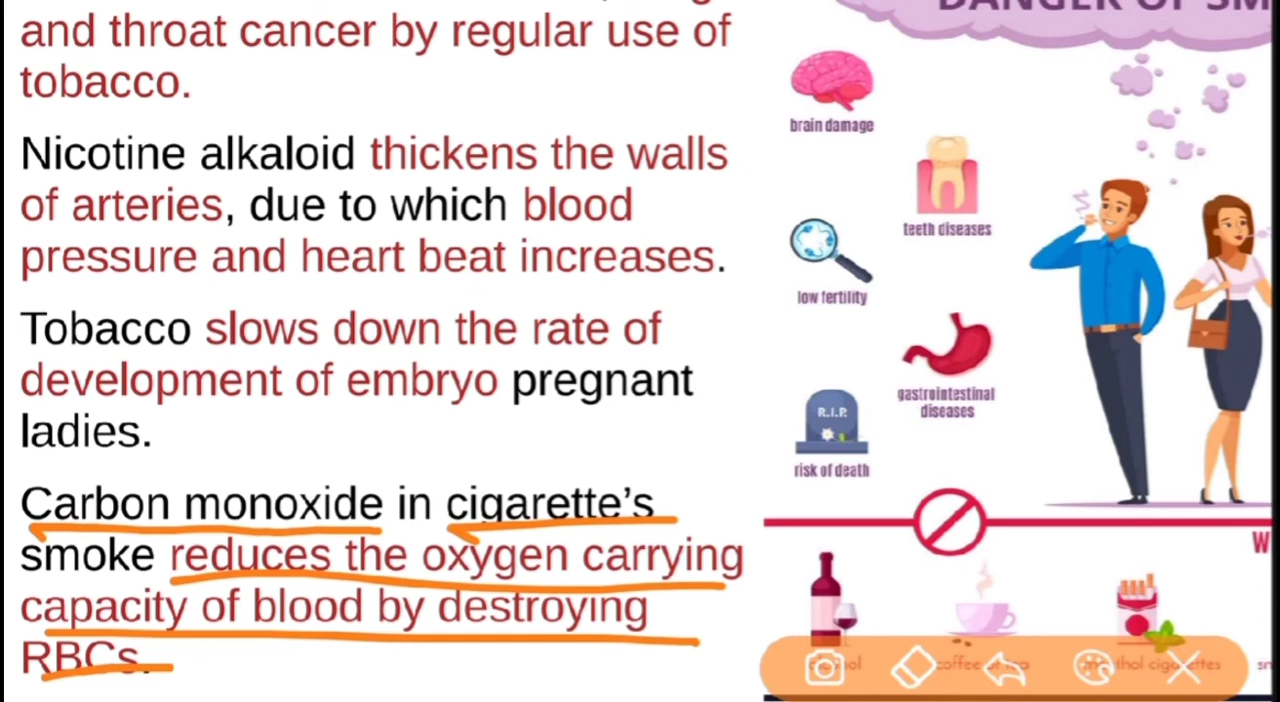 and throat cancer by regular use of
tobacco.
Nicotine alkaloid thickens the walls
of arteries, due to which blood
pressure and heart beat increases.
Tobacco slows down the rate of
development of embryo pregnant
ladies.
Carbon monoxide in cigarette’s
smoke reduces the oxygen carrying
capacity of blood by destroying
RBCs.
DANGER OF SM
brain damage
teeth diseases
low fertility
gastrointestinal
diseases
R.I.P.
risk of death
W